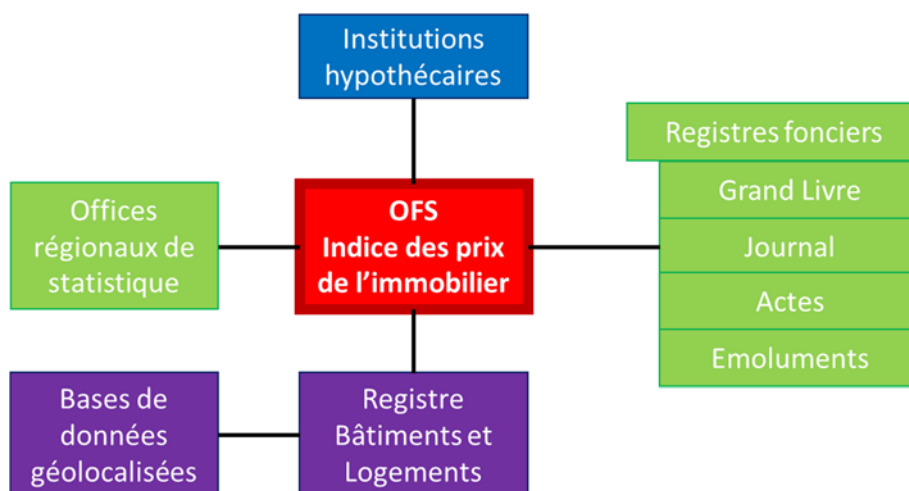 Institutions
hypothécaires
Registres fonciers
Grand Livre
Journal
Actes
Emoluments
Offices
régionaux de
statistique
OFS
Indice des prix
de l’immobilier
Bases de
données
géolocalisées
Registre
Bâtiments et
Logements